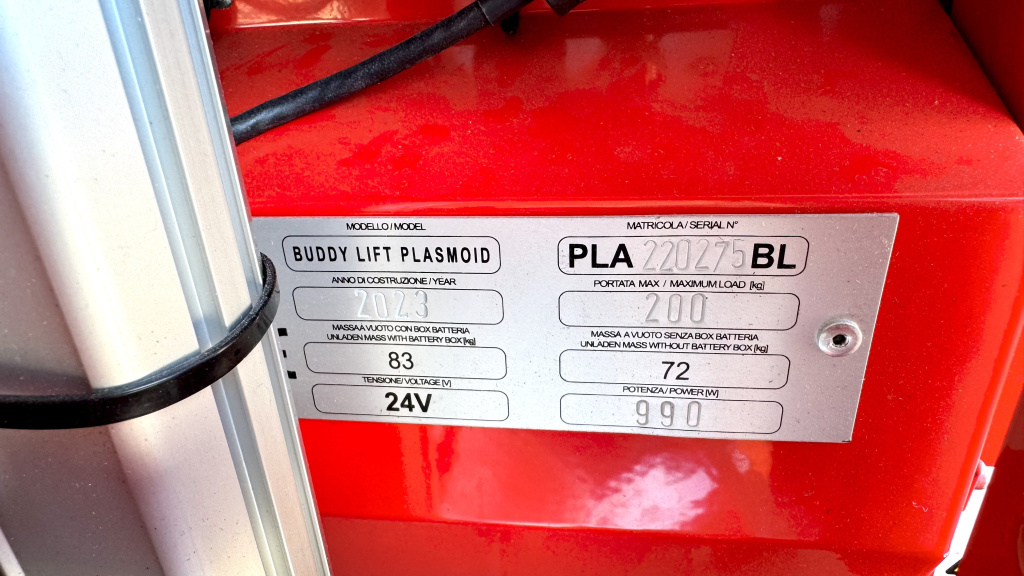 MODELLO / MODEL
BUDDY LIFT PLASMOID
MATRICOLA / SERIAL N°
PLA 220275 BL
ANNO DI COSTRUZIONE / YEAR
2023
PORTATA MAX / MAXIMUM LOAD [kg]
200
MASSA A VUOTO CON BOX BATTERIA
UNLADEN MASS WITH BATTERY BOX [kg]
83
MASSA A VUOTO SENZA BOX BATTERIA
UNLADEN MASS WITHOUT BATTERY BOX [kg]
72
TENSIONE / VOLTAGE [V]
24V
POTENZA / POWER [W]
990